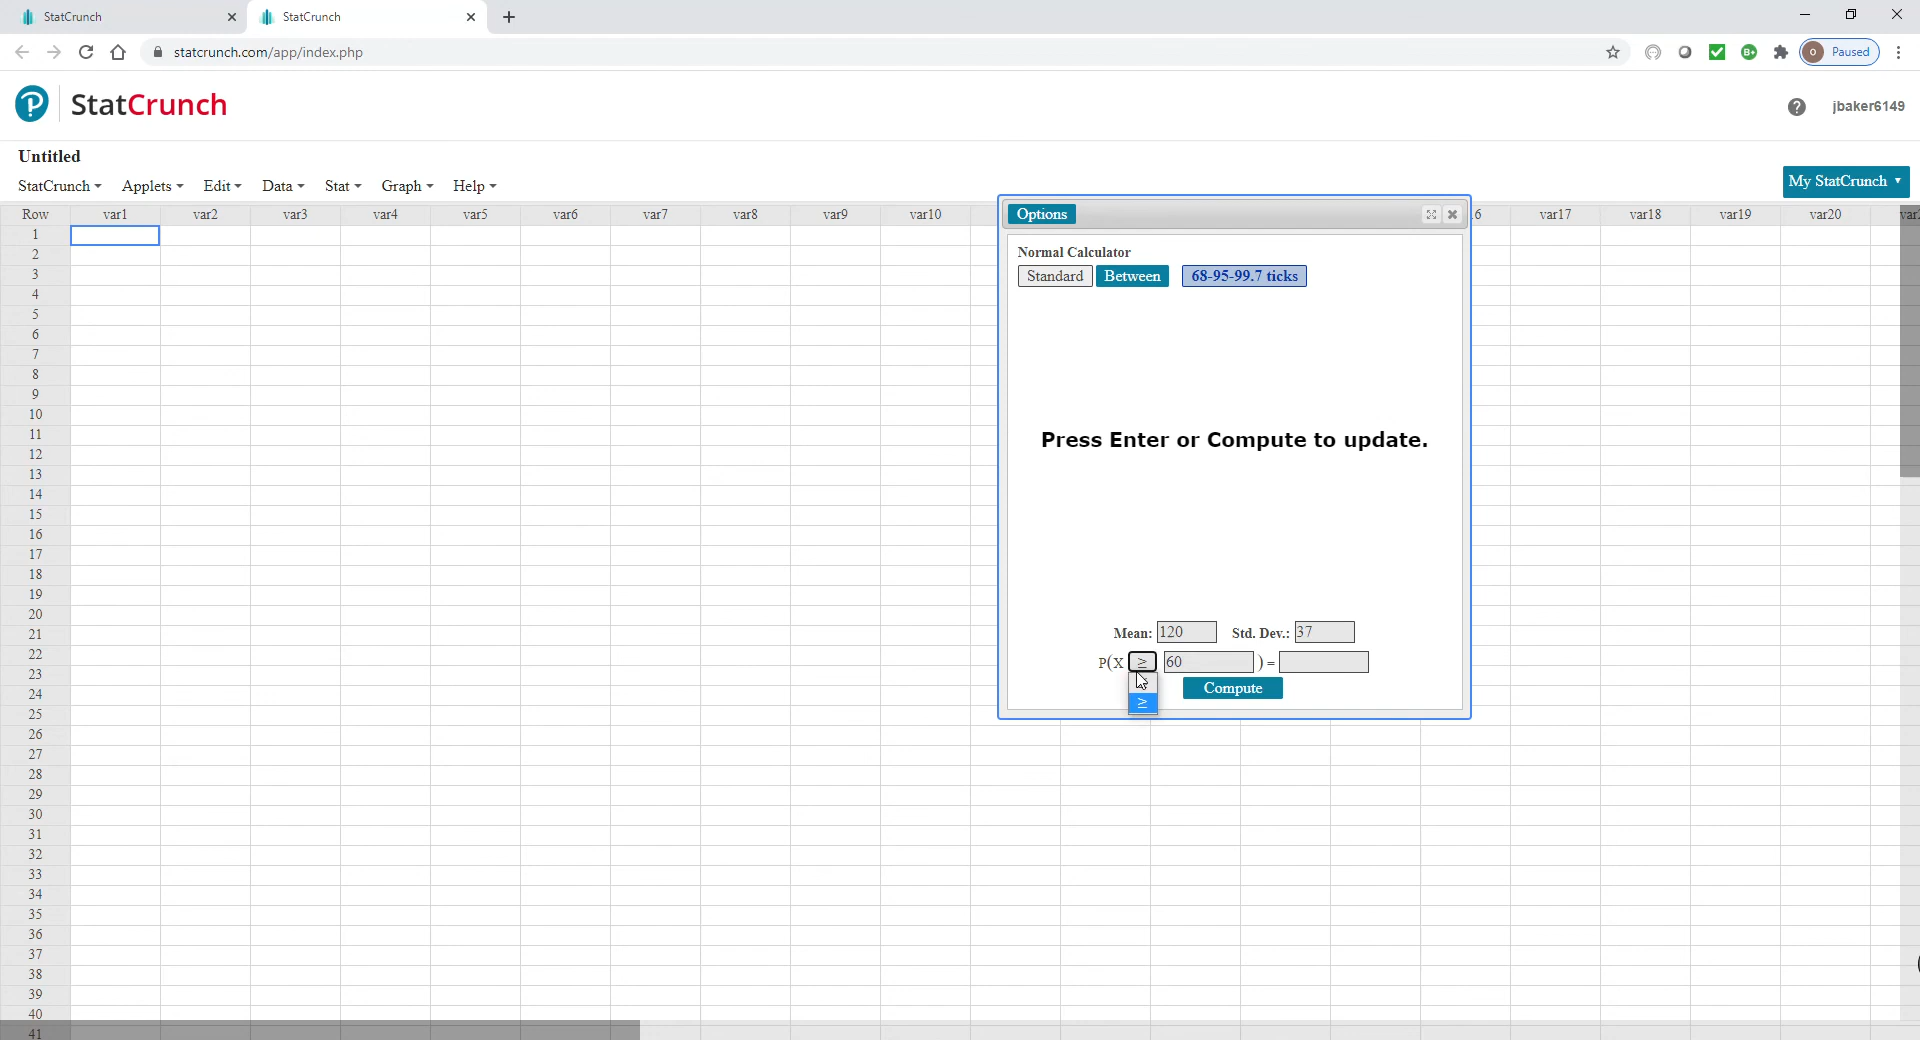 StatCrunch
StatCrunch
statcrunch.com/app/index.php
B+
O Paused
StatCrunch
jbaker6149
Untitled
StatCrunch Applets Edit Data Stat Graph Help
My StatCrunch
Row var1 var2 var3 var4 var5 var6 var7 var8 var9 var10 6 var17 var18 var19 var20
1
2
3
4
5
6
7
8
9
10
11
12
13
14
15
16
17
18
19
20
21
22
23
24
25
26
27
28
29
30
31
32
33
34
35
36
37
38
39
40
41
Options
Normal Calculator
Standard Between 68-95-99.7 ticks
Press Enter or Compute to update.
Mean: 120 Std. Dev.: 37
P(X ≥ 60 ) =
≥
Compute